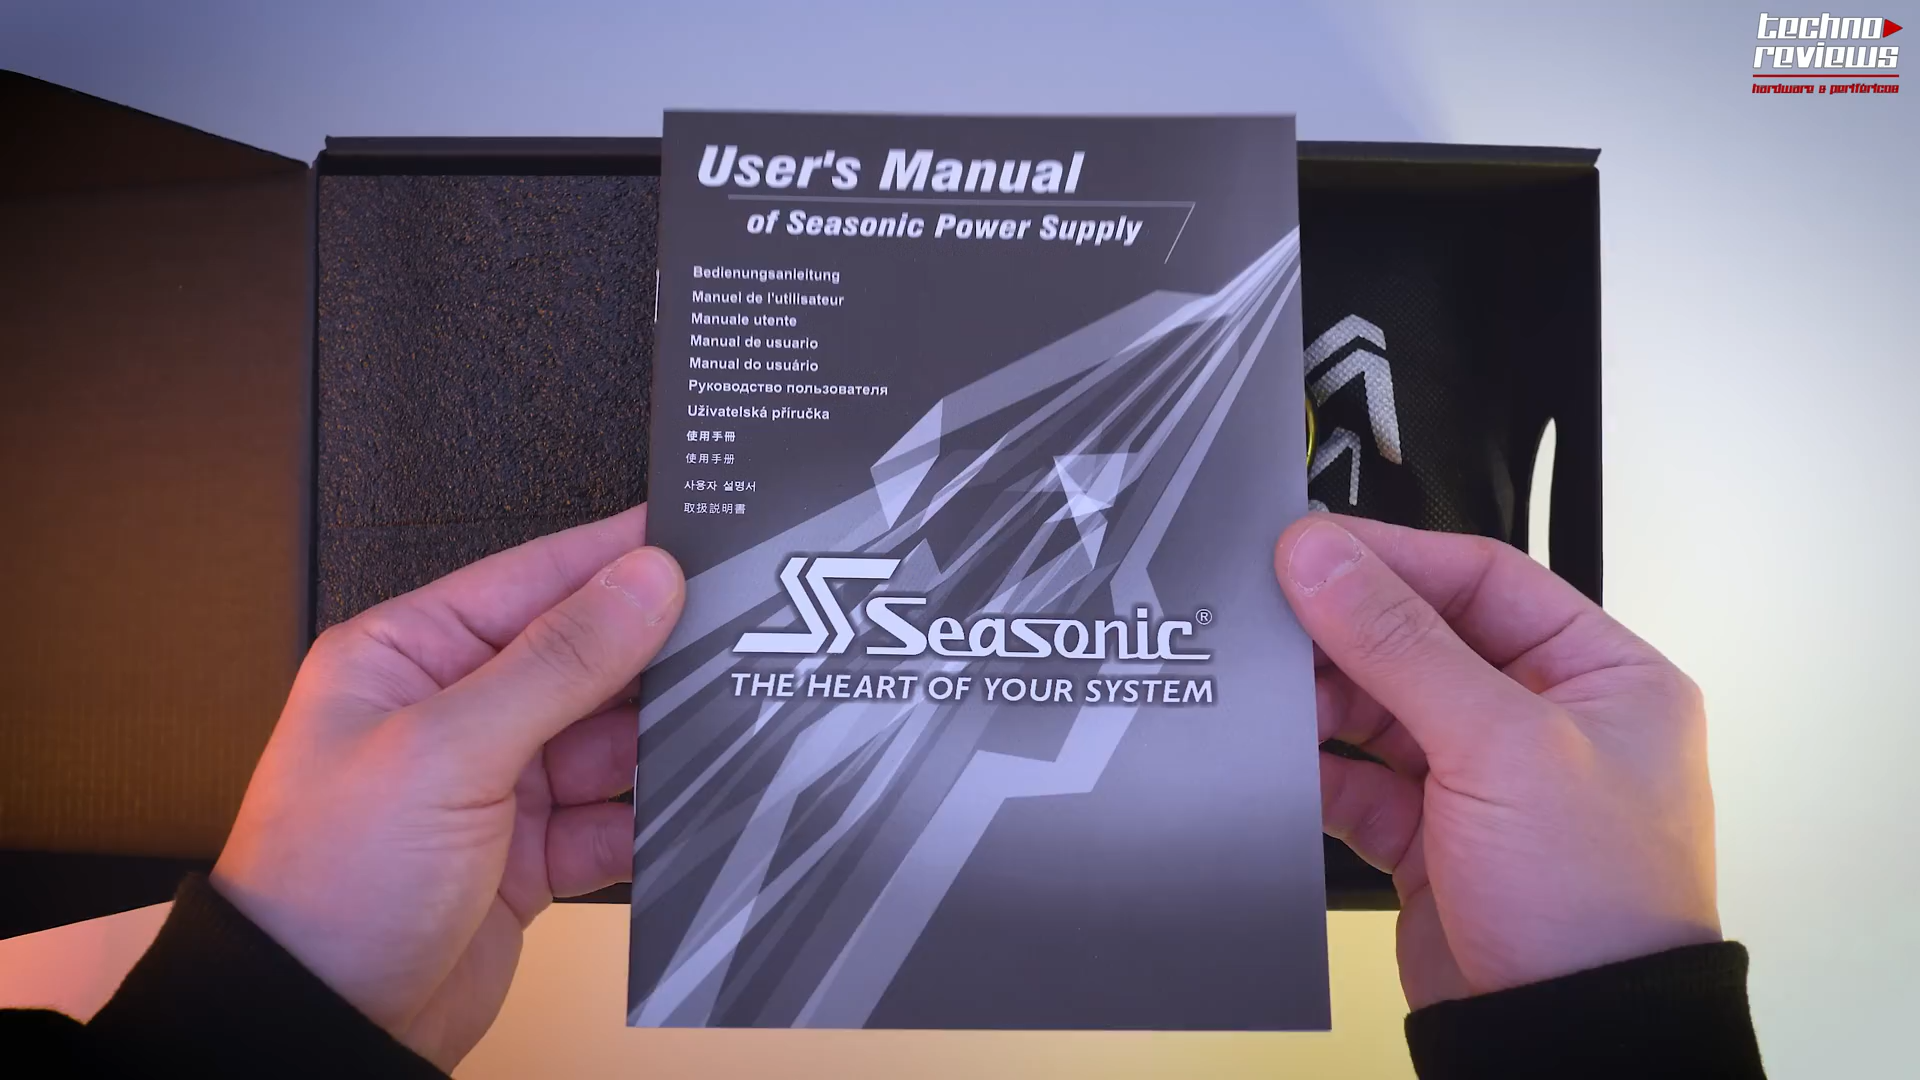 techno
reviews
hardware e periféricos
User's Manual
of Seasonic Power Supply
Bedienungsanleitung
Manuel de l'utilisateur
Manuale utente
Manual de usuario
Manual do usuário
Руководство пользователя
Uživatelská příručka
使用手冊
使用手册
사용자 설명서
取扱説明書
Seasonic®
THE HEART OF YOUR SYSTEM